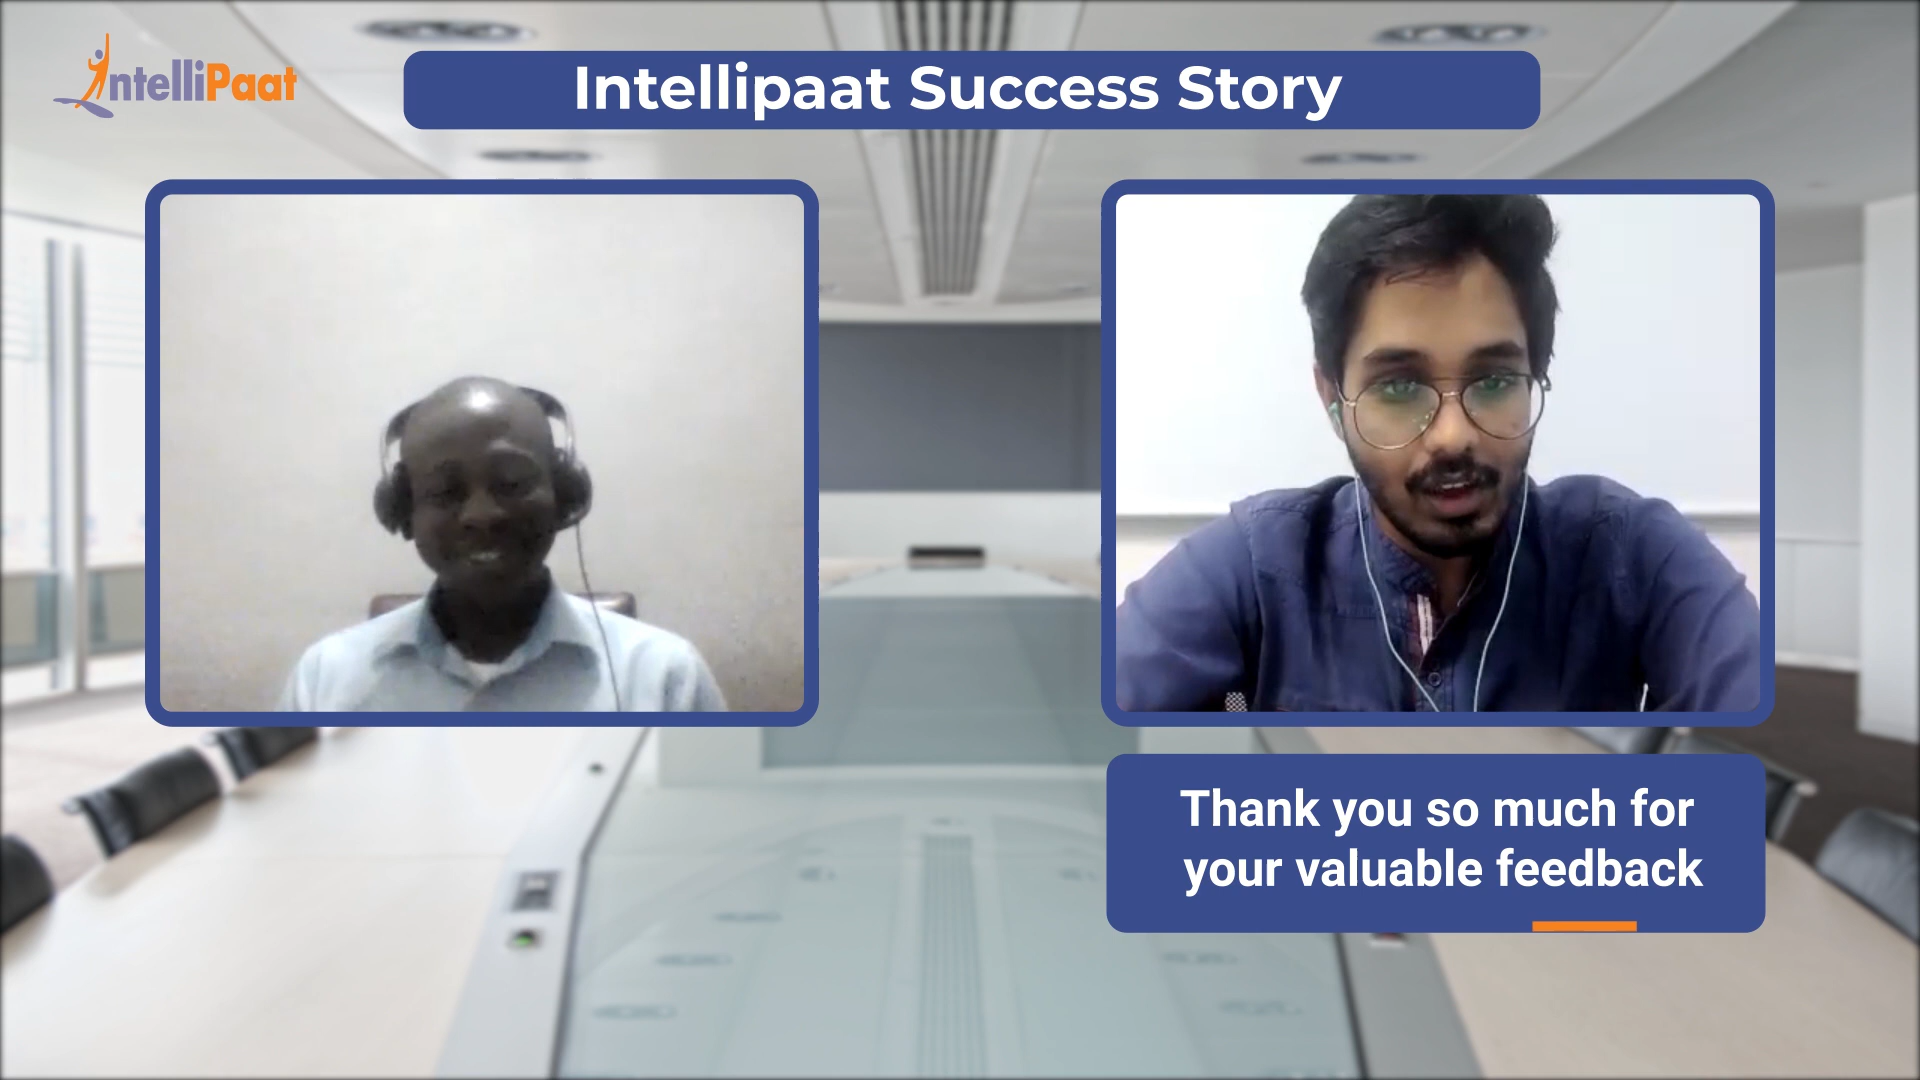 IntelliPaat
Intellipaat Success Story
Thank you so much for
your valuable feedback